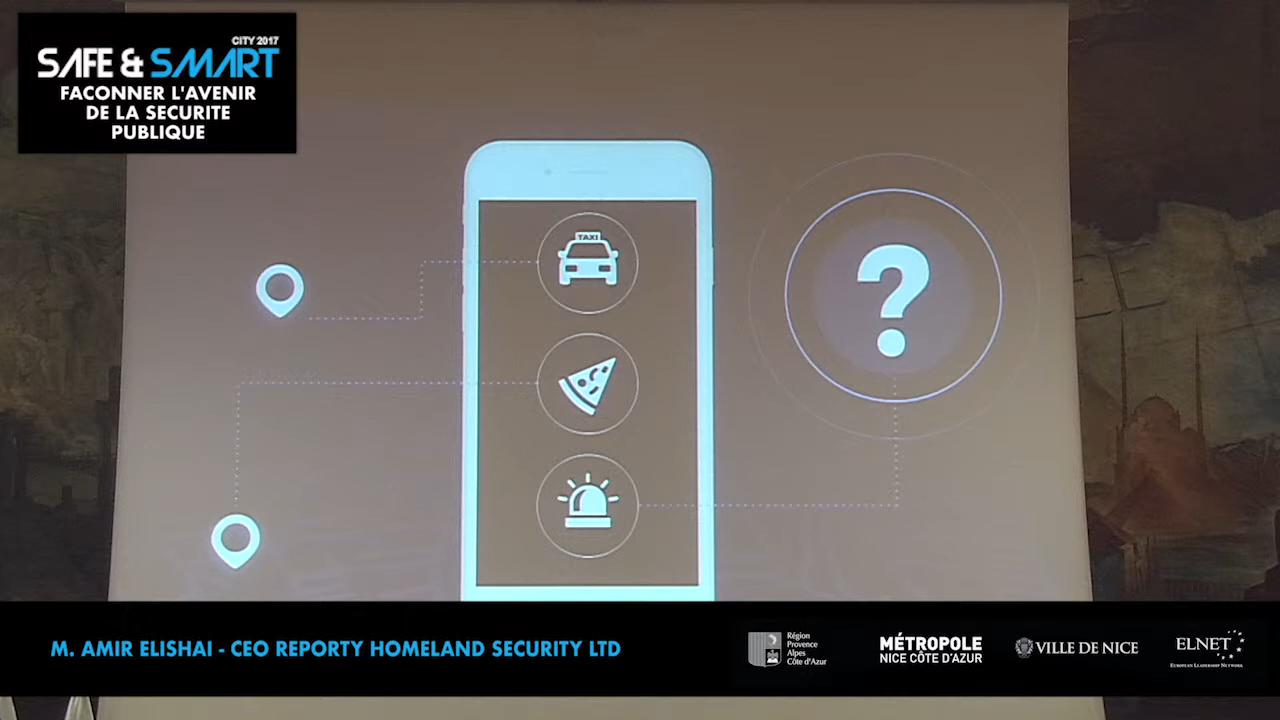 CITY 2017
SAFE & SMART
FACONNER L'AVENIR
DE LA SECURITE
PUBLIQUE
TAXI
?
M. AMIR ELISHAI - CEO REPORTY HOMELAND SECURITY LTD
Région
Provence
Alpes
Côte d'Azur
MÉTROPOLE
NICE CÔTE D'AZUR
VILLE DE NICE
ELNET
EUROPEAN LEADERSHIP NETWORK